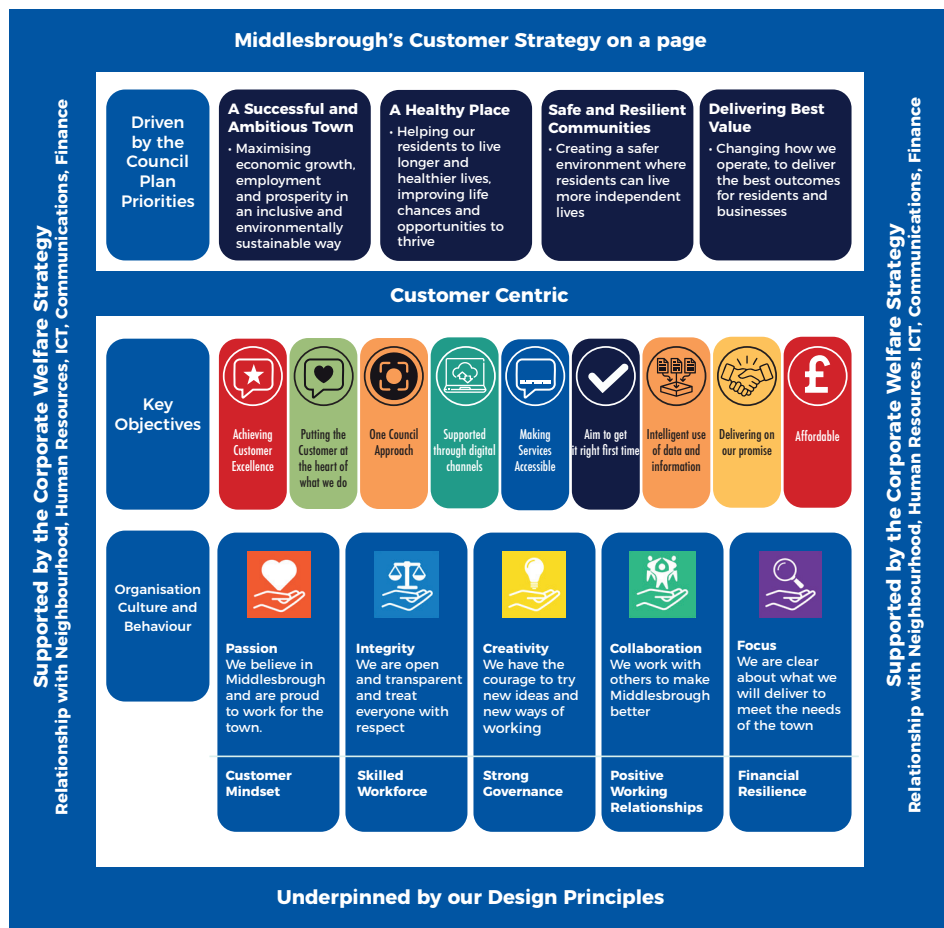 Middlesbrough's Customer Strategy on a page
Supported by the Corporate Welfare Strategy
Relationship with Neighbourhood, Human Resources, ICT, Communications, Finance
Driven
by the
Council
Plan
Priorities
A Successful and
Ambitious Town
• Maximising
economic growth,
employment
and prosperity in
an inclusive and
environmentally
sustainable way
A Healthy Place
• Helping our
residents to live
longer and
healthier lives,
improving life
chances and
opportunities to
thrive
Safe and Resilient
Communities
• Creating a safer
environment where
residents can live
more independent
lives
Delivering Best
Value
• Changing how we
operate, to deliver
the best outcomes
for residents and
businesses
Customer Centric
Key
Objectives
Achieving
Customer
Excellence
Putting the
Customer at
the heart of
what we do
One Council
Approach
Supported
through digital
channels
Making
Services
Accessible
Aim to get
it right first time
Intelligent use
of data and
information
Delivering on
our promise
£
Affordable
Organisation
Culture and
Behaviour
Passion
We believe in
Middlesbrough
and are proud
to work for the
town.
Integrity
We are open
and transparent
and treat
everyone with
respect
Creativity
We have the
courage to try
new ideas and
new ways of
working
Collaboration
We work with
others to make
Middlesbrough
better
Focus
We are clear
about what we
will deliver to
meet the needs
of the town
Customer
Mindset
Skilled
Workforce
Strong
Governance
Positive
Working
Relationships
Financial
Resilience
Supported by the Corporate Welfare Strategy
Relationship with Neighbourhood, Human Resources, ICT, Communications, Finance
Underpinned by our Design Principles